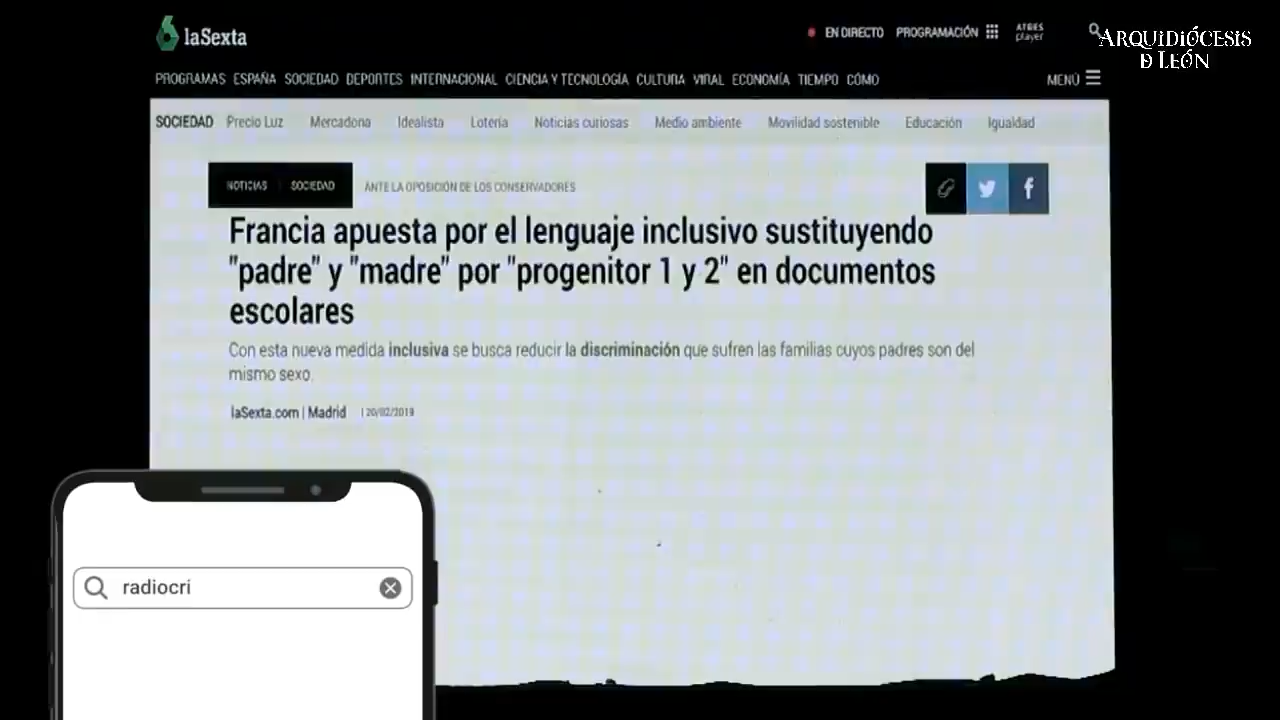 laSexta
EN DIRECTO PROGRAMACIÓN ATRES player
ARQUIDIÓCESIS
D LEÓN
PROGRAMAS ESPAÑA SOCIEDAD DEPORTES INTERNACIONAL CIENCIA Y TECNOLOGÍA CULTURA VIRAL ECONOMÍA TIEMPO CÓMO MENÚ
SOCIEDAD Precio Luz Mercadona Idealista Loteria Noticias curiosas Medio ambiente Movilidad sostenible Educación Igualdad
NOTICIAS SOCIEDAD ANTE LA OPOSICIÓN DE LOS CONSERVADORES
Francia apuesta por el lenguaje inclusivo sustituyendo
"padre" y "madre" por "progenitor 1 y 2" en documentos
escolares
Con esta nueva medida inclusiva se busca reducir la discriminación que sufren las familias cuyos padres son del
mismo sexo.
laSexta.com | Madrid | 20/02/2019
radiocri